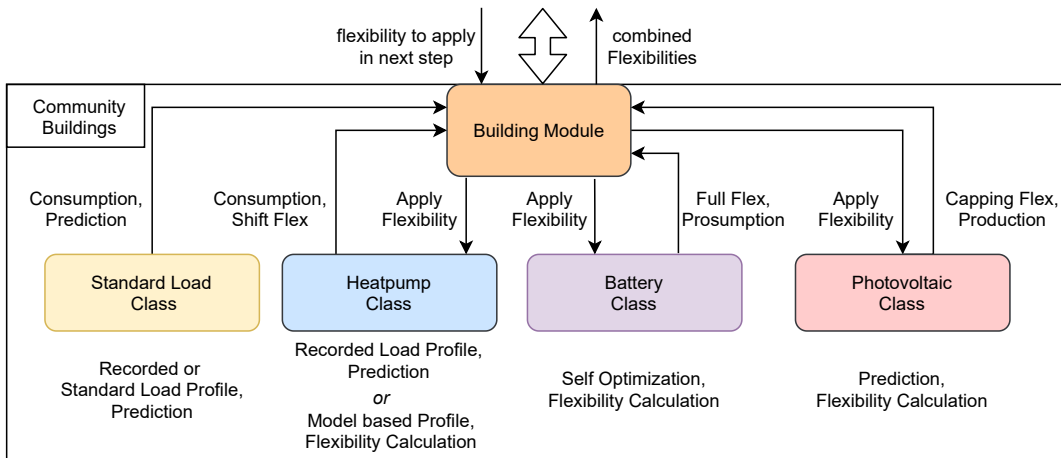 flexibility to apply
in next step
combined
Flexibilities
Community
Buildings
Building Module
Consumption,
Prediction
Consumption,
Shift Flex
Apply
Flexibility
Apply
Flexibility
Full Flex,
Prosumption
Apply
Flexibility
Capping Flex,
Production
Standard Load
Class
Heatpump
Class
Battery
Class
Photovoltaic
Class
Recorded or
Standard Load Profile,
Prediction
Recorded Load Profile,
Prediction
or
Model based Profile,
Flexibility Calculation
Self Optimization,
Flexibility Calculation
Prediction,
Flexibility Calculation